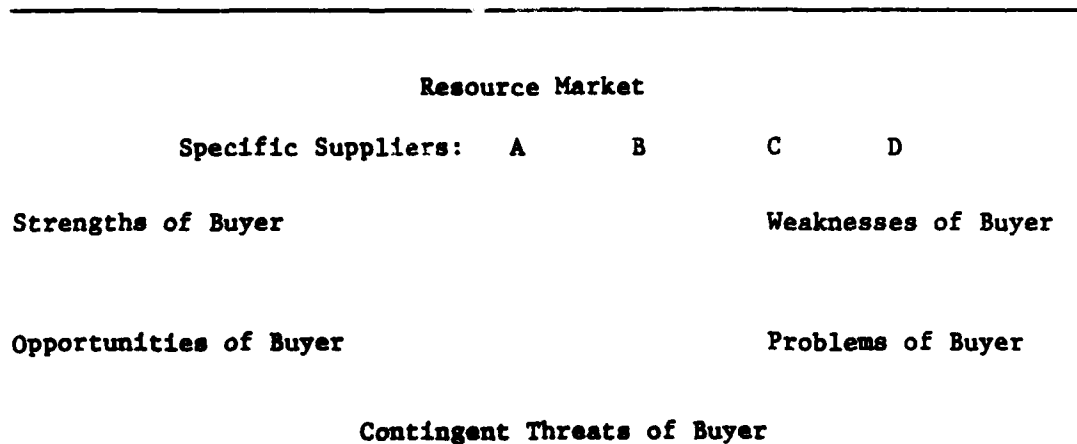 Resource Market
Specific Suppliers: A B C D
Strengths of Buyer Weaknesses of Buyer
Opportunities of Buyer Problems of Buyer
Contingent Threats of Buyer